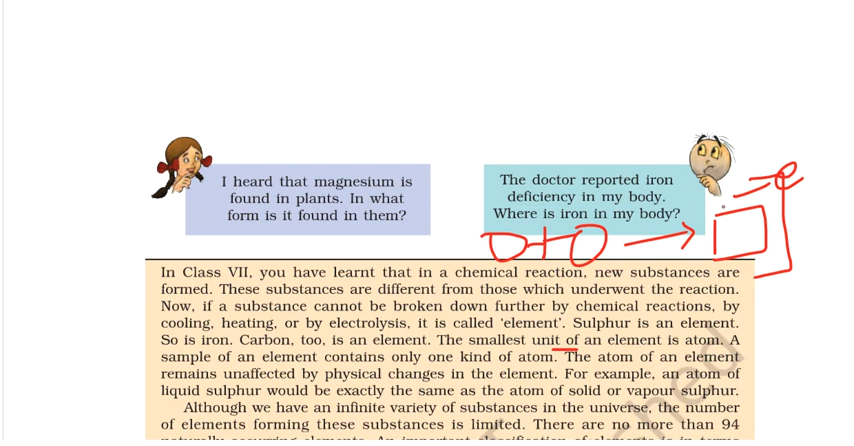 I heard that magnesium is
found in plants. In what
form is it found in them?
The doctor reported iron
deficiency in my body.
Where is iron in my body?
In Class VII, you have learnt that in a chemical reaction, new substances are
formed. These substances are different from those which underwent the reaction.
Now, if a substance cannot be broken down further by chemical reactions, by
cooling, heating, or by electrolysis, it is called ‘element’. Sulphur is an element.
So is iron. Carbon, too, is an element. The smallest unit of an element is atom. A
sample of an element contains only one kind of atom. The atom of an element
remains unaffected by physical changes in the element. For example, an atom of
liquid sulphur would be exactly the same as the atom of solid or vapour sulphur.
Although we have an infinite variety of substances in the universe, the number
of elements forming these substances is limited. There are no more than 94